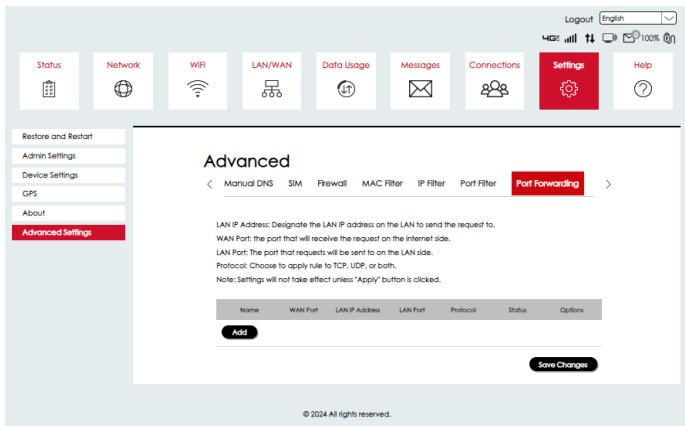 Logout English
4G 100%
Status Network WiFi LAN/WAN Data Usage Messages Connections Settings Help
Restore and Restart
Admin Settings
Device Settings
GPS
About
Advanced Settings
Advanced
Manual DNS SIM Firewall MAC Filter IP Filter Port Filter Port Forwarding
LAN IP Address: Designate the LAN IP address on the LAN to send the request to.
WAN Port: the port that will receive the request on the internet side.
LAN Port: The port that requests will be sent to on the LAN side.
Protocol: Choose to apply rule to TCP, UDP, or both.
Note: Settings will not take effect unless "Apply" button is clicked.
Name WAN Port LAN IP Address LAN Port Protocol Status Options
Add
Save Changes
© 2024 All rights reserved.